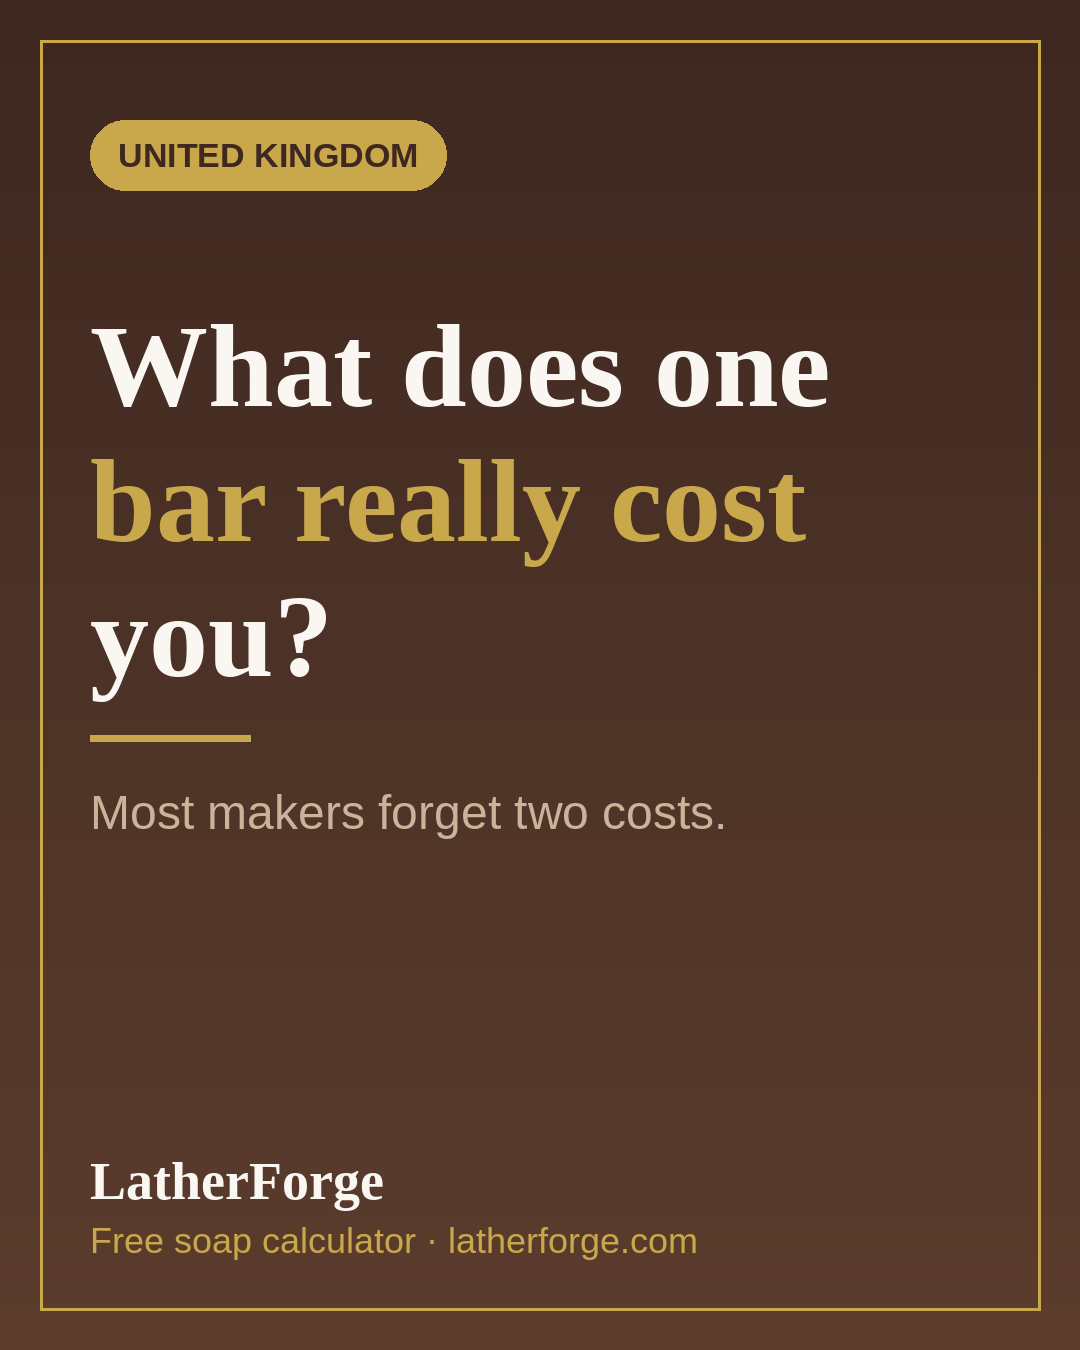 UNITED KINGDOM
What does one
bar really cost
you?
Most makers forget two costs.
LatherForge
Free soap calculator · latherforge.com